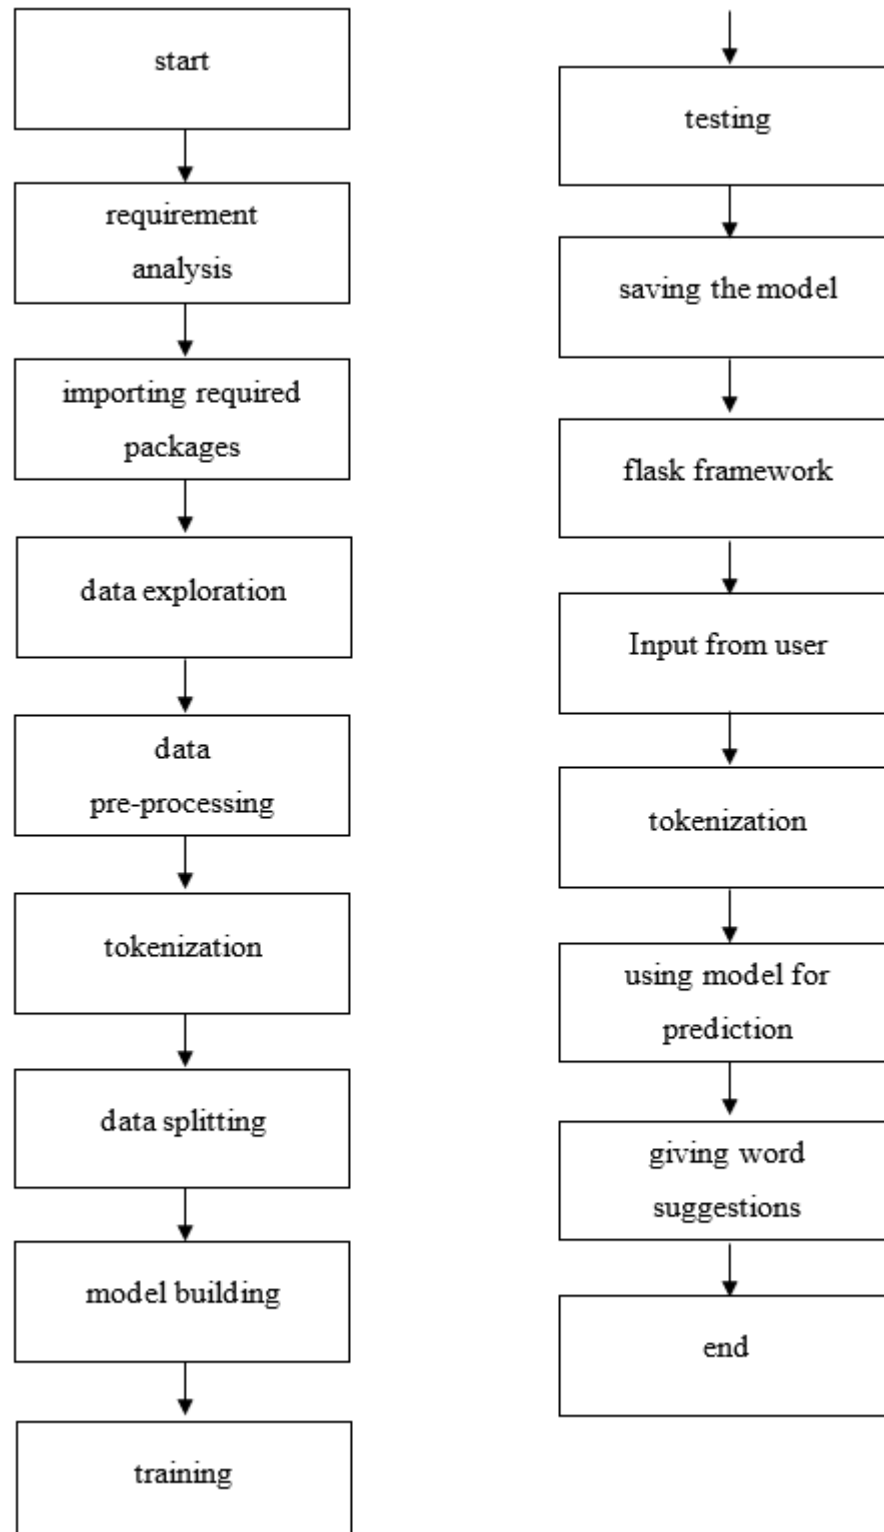 start
requirement
analysis
importing required
packages
data exploration
data
pre-processing
tokenization
data splitting
model building
training
testing
saving the model
flask framework
Input from user
tokenization
using model for
prediction
giving word
suggestions
end